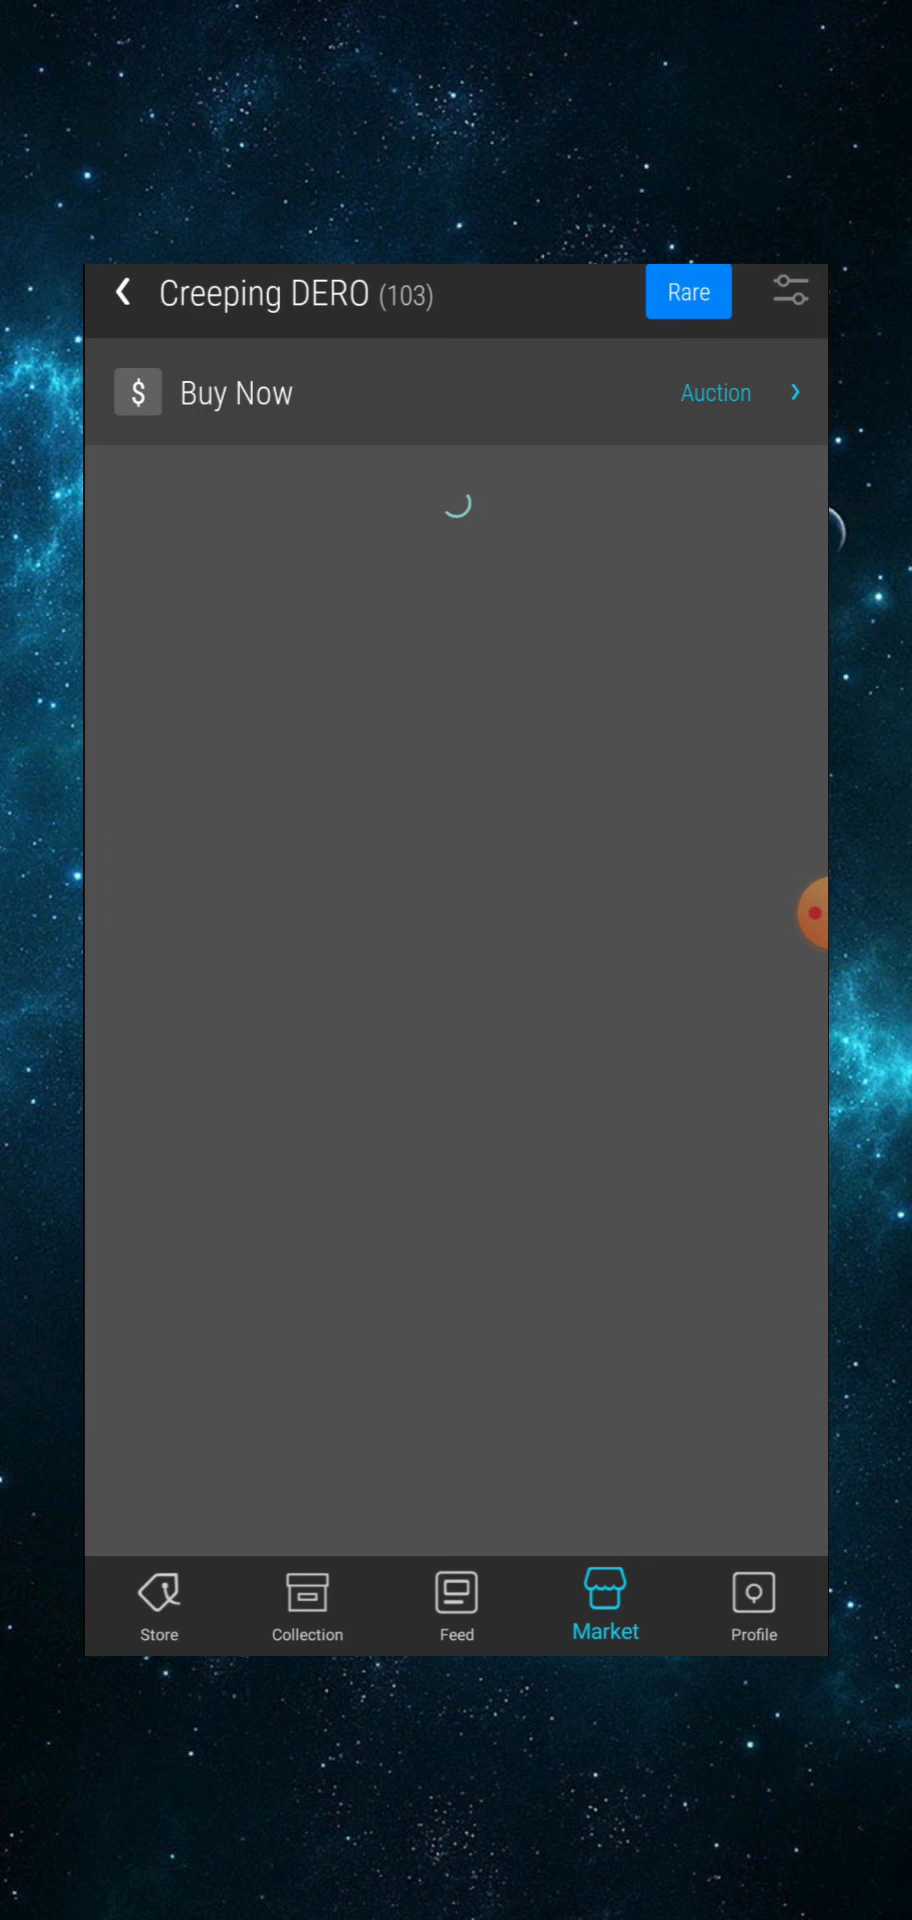 Creeping DERO (103)
Rare
$ Buy Now
Auction
Store
Collection
Feed
Market
Profile